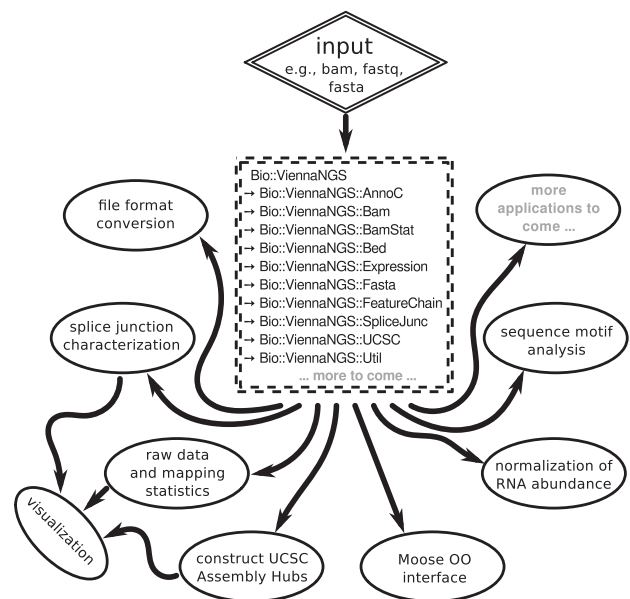 input
e.g., bam, fastq,
fasta
Bio::ViennaNGS
→ Bio::ViennaNGS::AnnoC
→ Bio::ViennaNGS::Bam
→ Bio::ViennaNGS::BamStat
→ Bio::ViennaNGS::Bed
→ Bio::ViennaNGS::Expression
→ Bio::ViennaNGS::Fasta
→ Bio::ViennaNGS::FeatureChain
→ Bio::ViennaNGS::SpliceJunc
→ Bio::ViennaNGS::UCSC
→ Bio::ViennaNGS::Util
... more to come ...
file format
conversion
more
applications to
come ...
splice junction
characterization
sequence motif
analysis
raw data
and mapping
statistics
normalization of
RNA abundance
visualization
construct UCSC
Assembly Hubs
Moose OO
interface